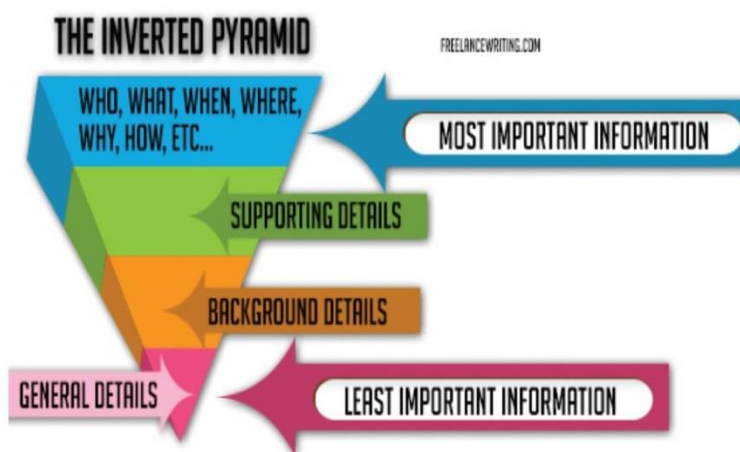 THE INVERTED PYRAMID
FREELANCEWRITING.COM
WHO, WHAT, WHEN, WHERE,
WHY, HOW, ETC...
MOST IMPORTANT INFORMATION
SUPPORTING DETAILS
BACKGROUND DETAILS
GENERAL DETAILS
LEAST IMPORTANT INFORMATION